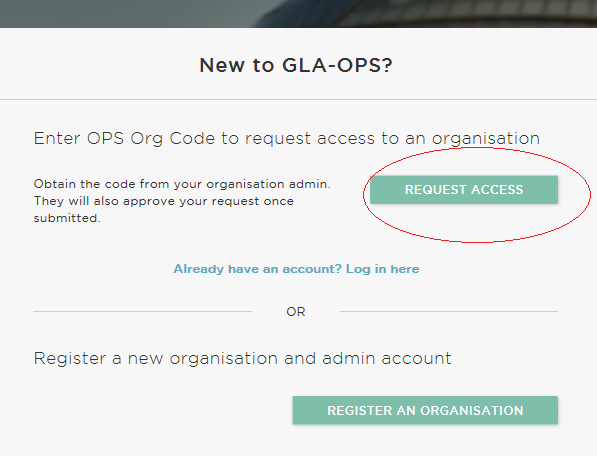 New to GLA-OPS?
Enter OPS Org Code to request access to an organisation
Obtain the code from your organisation admin.
They will also approve your request once
submitted.
REQUEST ACCESS
Already have an account? Log in here
OR
Register a new organisation and admin account
REGISTER AN ORGANISATION